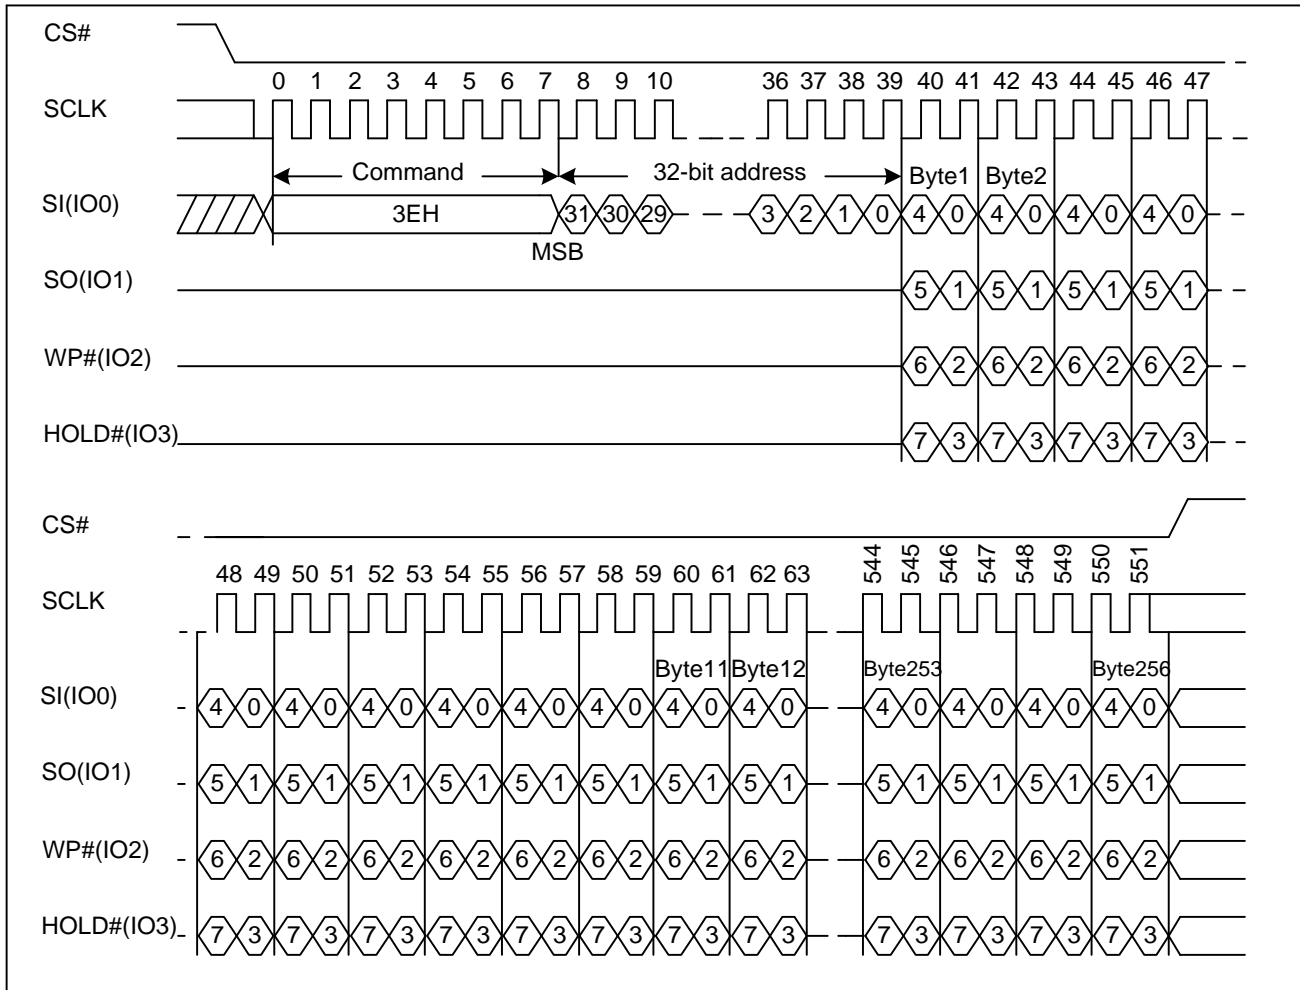 CS#
0 1 2 3 4 5 6 7 8 9 10 36 37 38 39 40 41 42 43 44 45 46 47
SCLK
Command 32-bit address Byte1 Byte2
SI(IO0) 3EH 31 30 29 3 2 1 0 4 0 4 0 4 0 4 0
MSB
SO(IO1) 5 1 5 1 5 1 5 1
WP#(IO2) 6 2 6 2 6 2 6 2
HOLD#(IO3) 7 3 7 3 7 3 7 3
CS#
48 49 50 51 52 53 54 55 56 57 58 59 60 61 62 63 544 545 546 547 548 549 550 551
SCLK
Byte11 Byte12 Byte253 Byte256
SI(IO0) 4 0 4 0 4 0 4 0 4 0 4 0 4 0 4 0 4 0 4 0 4 0 4 0
SO(IO1) 5 1 5 1 5 1 5 1 5 1 5 1 5 1 5 1 5 1 5 1 5 1 5 1
WP#(IO2) 6 2 6 2 6 2 6 2 6 2 6 2 6 2 6 2 6 2 6 2 6 2 6 2
HOLD#(IO3) 7 3 7 3 7 3 7 3 7 3 7 3 7 3 7 3 7 3 7 3 7 3 7 3